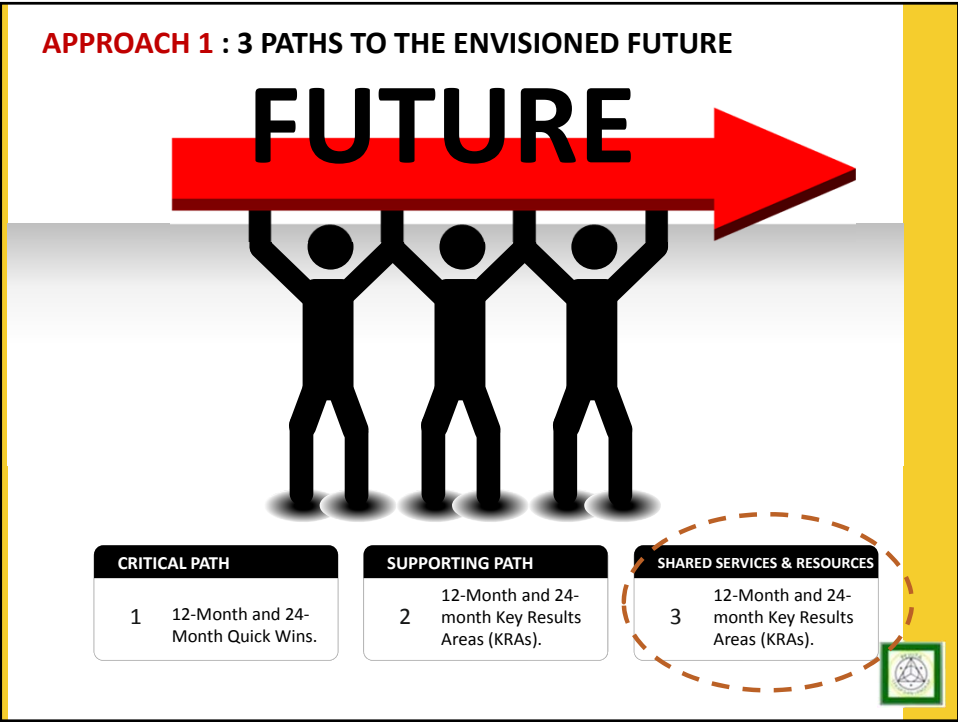 APPROACH 1 : 3 PATHS TO THE ENVISIONED FUTURE
FUTURE
CRITICAL PATH
1
12-Month and 24-
Month Quick Wins.
SUPPORTING PATH
2
12-Month and 24-
month Key Results
Areas (KRAs).
SHARED SERVICES & RESOURCES
3
12-Month and 24-
month Key Results
Areas (KRAs).